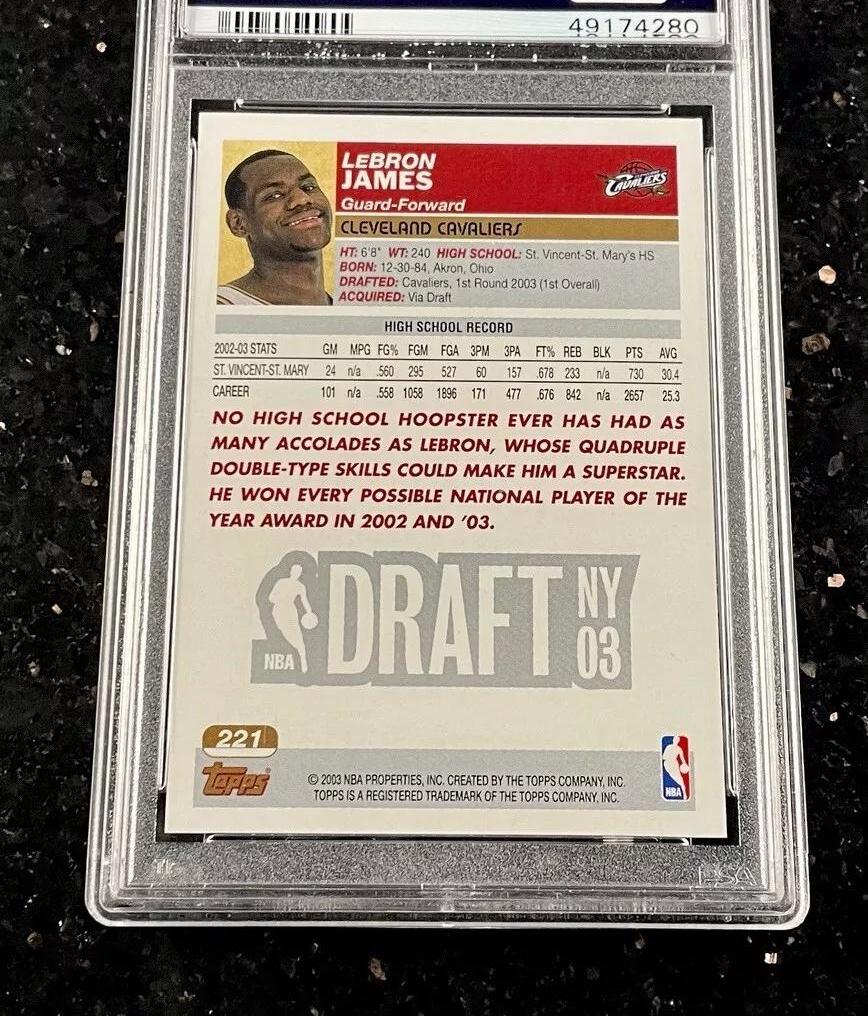 49174280
LEBRON
JAMES
Guard-Forward
CAVALIERS
CLEVELAND CAVALIERS
HT: 6'8" WT: 240 HIGH SCHOOL: St. Vincent-St. Mary's HS
BORN: 12-30-84, Akron, Ohio
DRAFTED: Cavaliers, 1st Round 2003 (1st Overall)
ACQUIRED: Via Draft
HIGH SCHOOL RECORD
2002-03 STATS GM MPG FG% FGM FGA 3PM 3PA FT% REB BLK PTS AVG
ST. VINCENT-ST. MARY 24 n/a .560 295 527 60 157 .678 233 n/a 730 30.4
CAREER 101 n/a .558 1058 1896 171 477 .676 842 n/a 2657 25.3
NO HIGH SCHOOL HOOPSTER EVER HAS HAD AS
MANY ACCOLADES AS LEBRON, WHOSE QUADRUPLE
DOUBLE-TYPE SKILLS COULD MAKE HIM A SUPERSTAR.
HE WON EVERY POSSIBLE NATIONAL PLAYER OF THE
YEAR AWARD IN 2002 AND '03.
NBA DRAFT NY
03
221
Topps
© 2003 NBA PROPERTIES, INC. CREATED BY THE TOPPS COMPANY, INC.
TOPPS IS A REGISTERED TRADEMARK OF THE TOPPS COMPANY, INC.
NBA
PSA